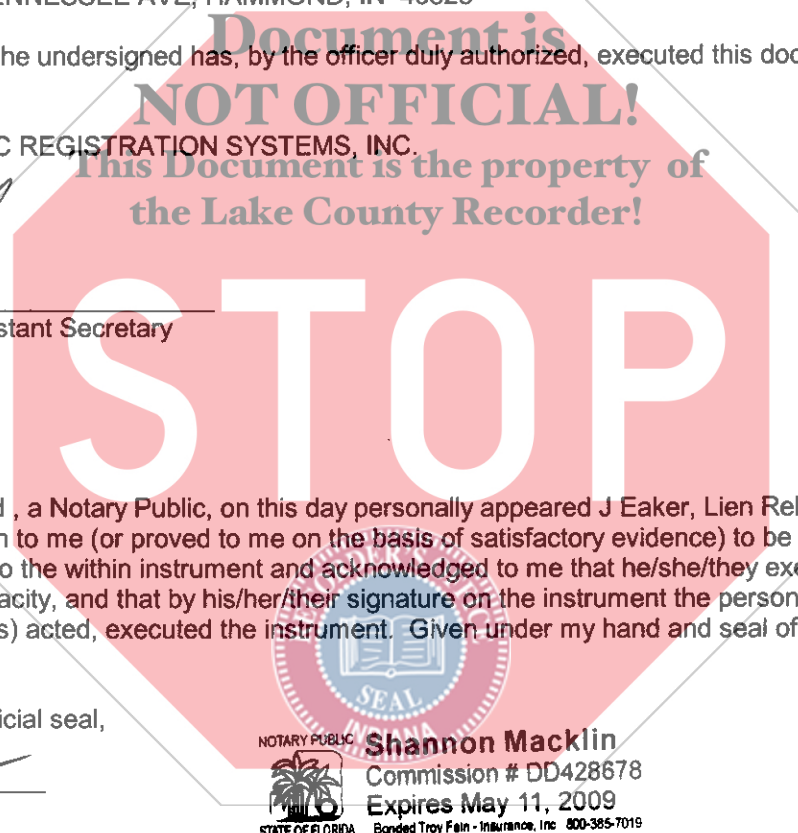 TENNESSEE AVE, HAMMOND, IN
Document is
he undersigned has, by the officer duly authorized, executed this doc
NOT OFFICIAL!
C REGISTRATION SYSTEMS, INC.
This Document is the property of
the Lake County Recorder!
STOP
stant Secretary
, a Notary Public, on this day personally appeared J Eaker, Lien Rel
n to me (or proved to me on the basis of satisfactory evidence) to be
o the within instrument and acknowledged to me that he/she/they exe
acity, and that by his/her/their signature on the instrument the person
s) acted, executed the instrument. Given under my hand and seal of
RECORDER'S
SEAL
INDIANA
icial seal,
NOTARY PUBLIC Shannon Macklin
Commission # DD428678
Expires May 11, 2009
STATE OF FLORIDA Bonded Troy Fain - Insurance, Inc 800-385-7019